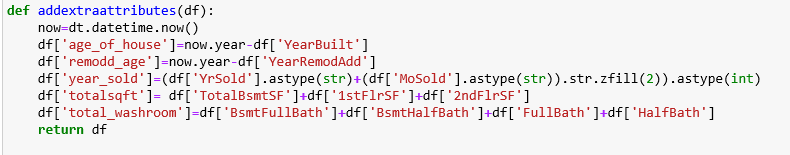 def addextraattributes(df):
    now=dt.datetime.now()
    df['age_of_house']=now.year-df['YearBuilt']
    df['remodd_age']=now.year-df['YearRemodAdd']
    df['year_sold']=(df['YrSold'].astype(str)+(df['MoSold'].astype(str)).str.zfill(2)).astype(int)
    df['totalsqft']= df['TotalBsmtSF']+df['1stFlrSF']+df['2ndFlrSF']
    df['total_washroom']=df['BsmtFullBath']+df['BsmtHalfBath']+df['FullBath']+df['HalfBath']
    return df